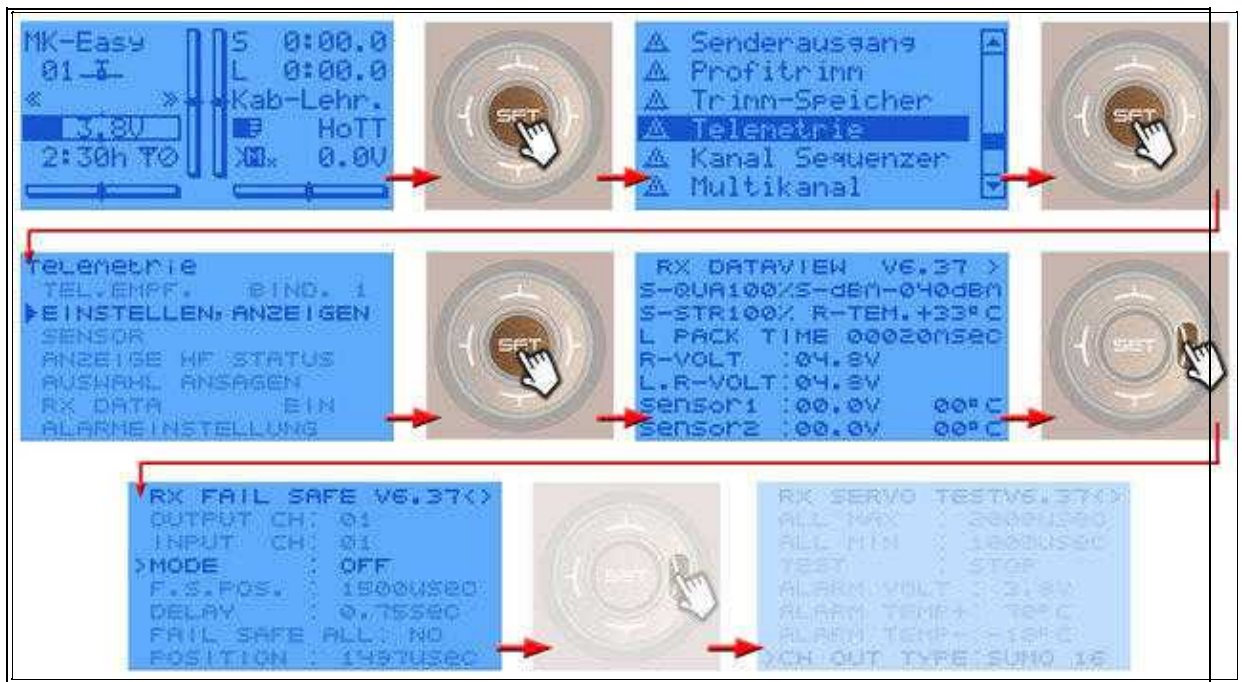 MK-Easy S 0:00.0
01 L 0:00.0
« » Kab-Lehr.
3.8V HoTT
2:30h 0.0V
SET
Senderausgang
Profitrimm
Trimm-Speicher
Telemetrie
Kanal Sequenzer
Multikanal
SET
Telemetrie
TEL.EMPF. BIND. 1
EINSTELLEN,ANZEIGEN
SENSOR
ANZEIGE HF STATUS
AUSWAHL ANSAGEN
RX DATA EIN
ALARMEINSTELLUNG
SET
RX DATAVIEW V6.37 >
S-QUA100%S-dBm-040dBm
S-STR100% R-TEM.+33°C
L PACK TIME 00020msec
R-VOLT :04.8V
L.R-VOLT:04.8V
Sensor1 :00.0V 00°C
Sensor2 :00.0V 00°C
SET
RX FAIL SAFE V6.37<>
OUTPUT CH: 01
INPUT CH: 01
>MODE : OFF
F.S.POS. : 1500usec
DELAY : 0.75sec
FAIL SAFE ALL: NO
POSITION : 1497usec
SET
RX SERVO TESTV6.37<>
ALL MAX : 2000usec
ALL MIN : 1000usec
TEST : STOP
ALARM VOLT : 3.8V
ALARM TEMP+ 70°C
ALARM TEMP- -10°C
>CH OUT TYPE:SUMO 16